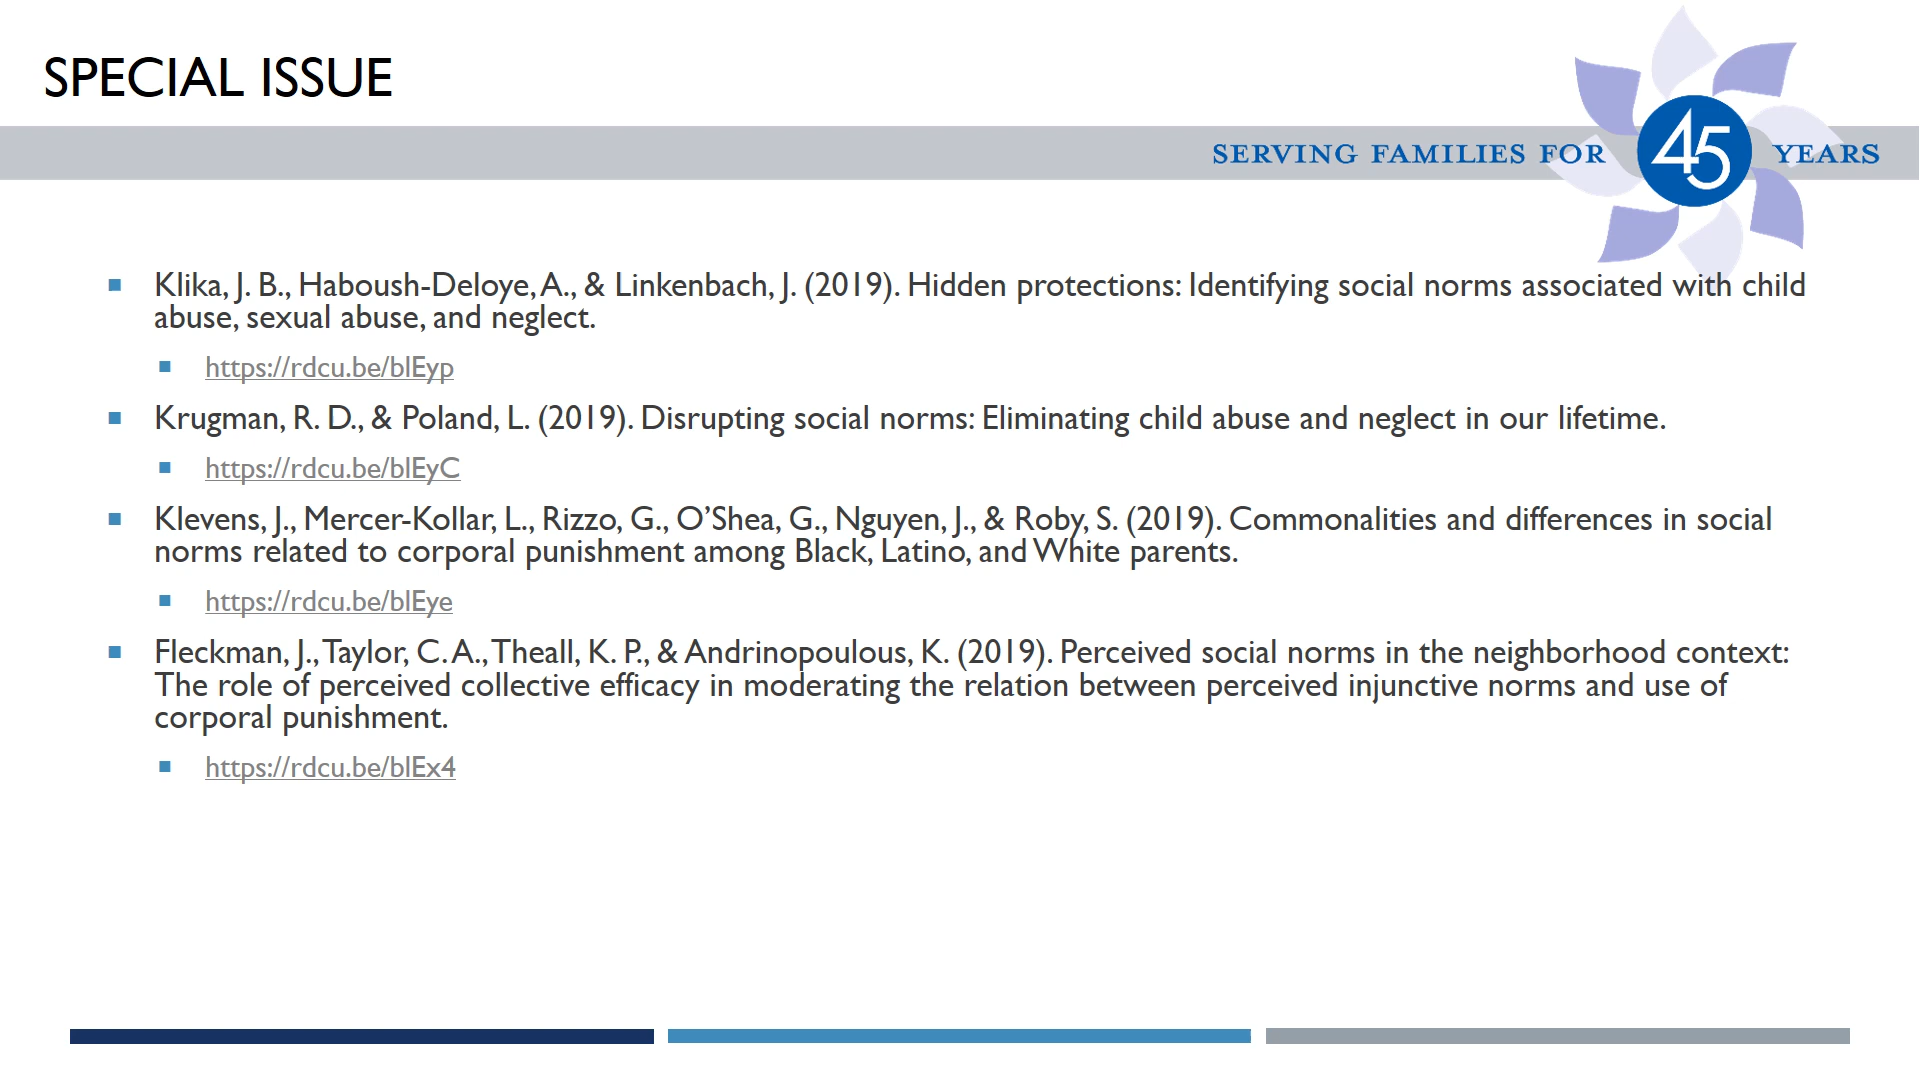 SPECIAL ISSUE
SERVING FAMILIES FOR 45 YEARS
Klika, J. B., Haboush-Deloye, A., & Linkenbach, J. (2019). Hidden protections: Identifying social norms associated with child
abuse, sexual abuse, and neglect.
https://rdcu.be/blEyp
Krugman, R. D., & Poland, L. (2019). Disrupting social norms: Eliminating child abuse and neglect in our lifetime.
https://rdcu.be/blEyC
Klevens, J., Mercer-Kollar, L., Rizzo, G., O’Shea, G., Nguyen, J., & Roby, S. (2019). Commonalities and differences in social
norms related to corporal punishment among Black, Latino, and White parents.
https://rdcu.be/blEye
Fleckman, J., Taylor, C. A., Theall, K. P., & Andrinopoulous, K. (2019). Perceived social norms in the neighborhood context:
The role of perceived collective efficacy in moderating the relation between perceived injunctive norms and use of
corporal punishment.
https://rdcu.be/blEx4